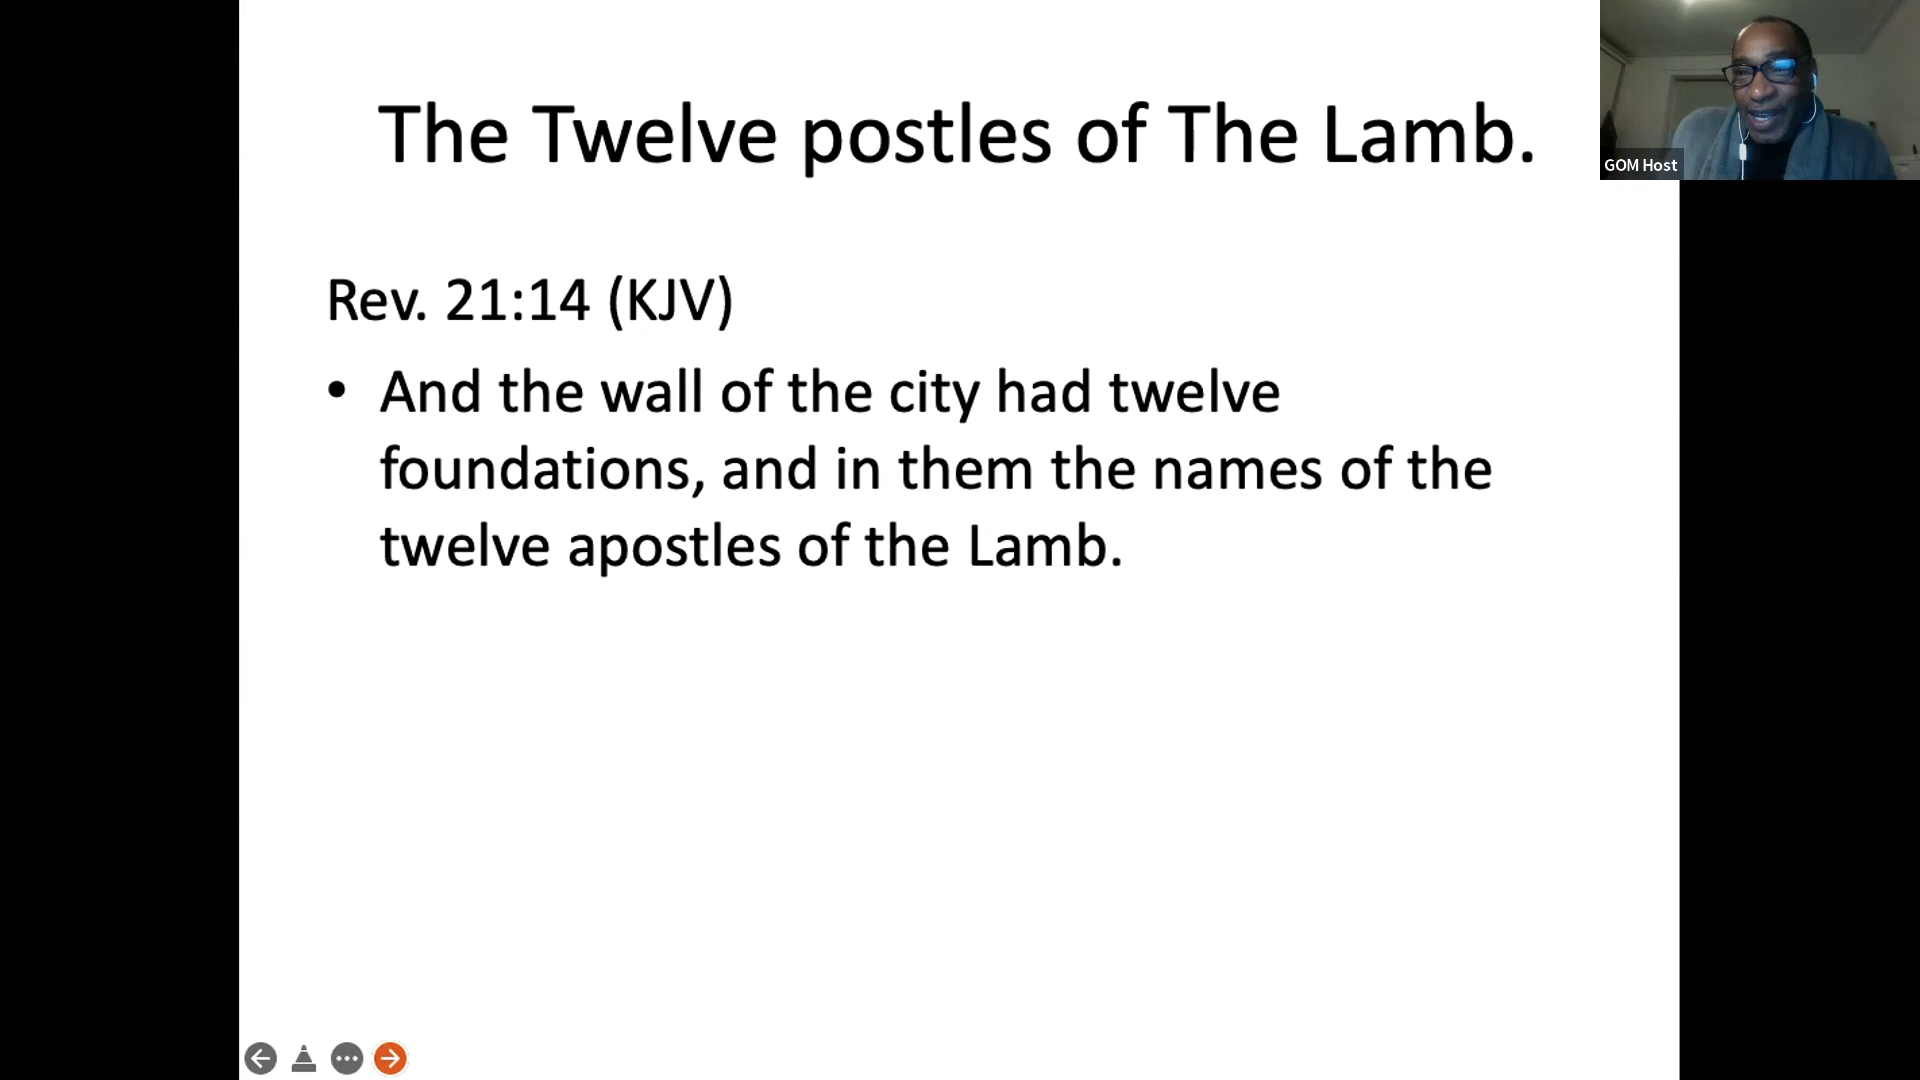 The Twelve postles of The Lamb.
GOM Host
Rev. 21:14 (KJV)
• And the wall of the city had twelve
foundations, and in them the names of the
twelve apostles of the Lamb.